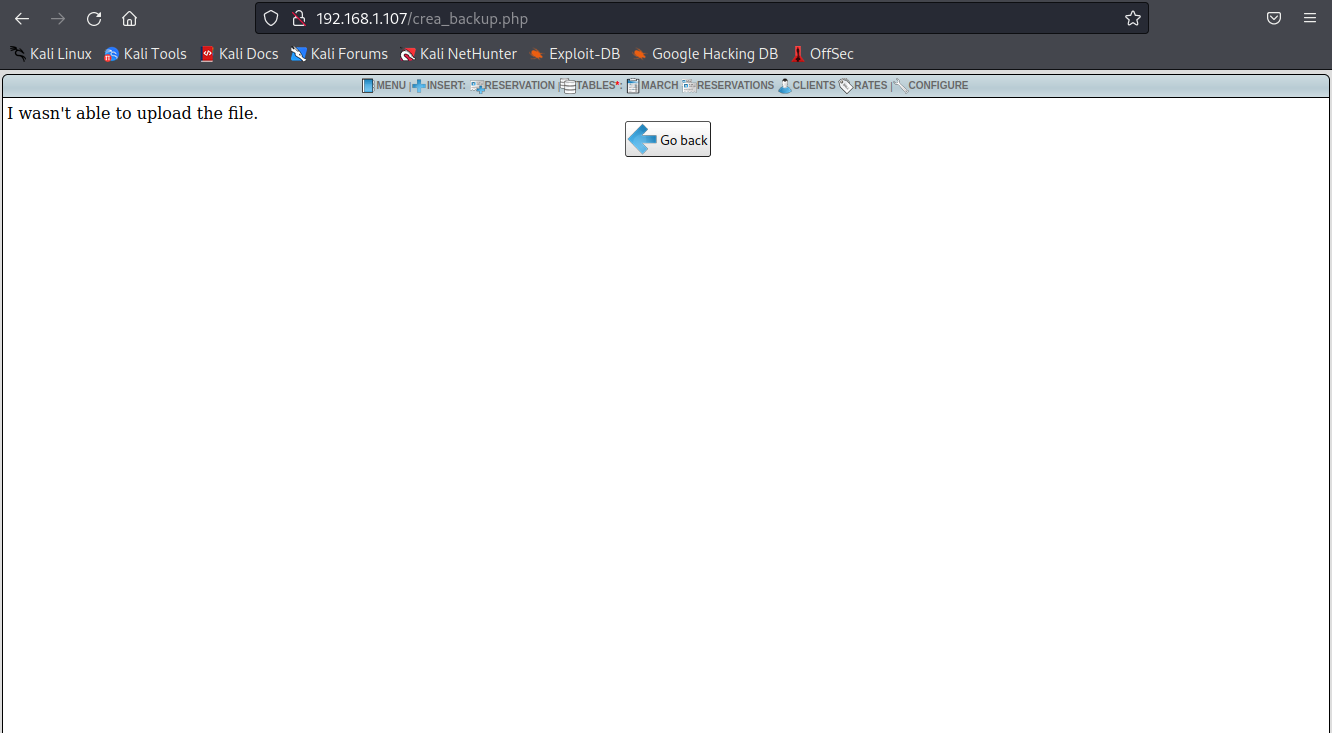 192.168.1.107/crea_backup.php
Kali Linux Kali Tools Kali Docs Kali Forums Kali NetHunter Exploit-DB Google Hacking DB OffSec
MENU | INSERT: RESERVATION | TABLES*: MARCH RESERVATIONS CLIENTS RATES | CONFIGURE
I wasn't able to upload the file.
Go back